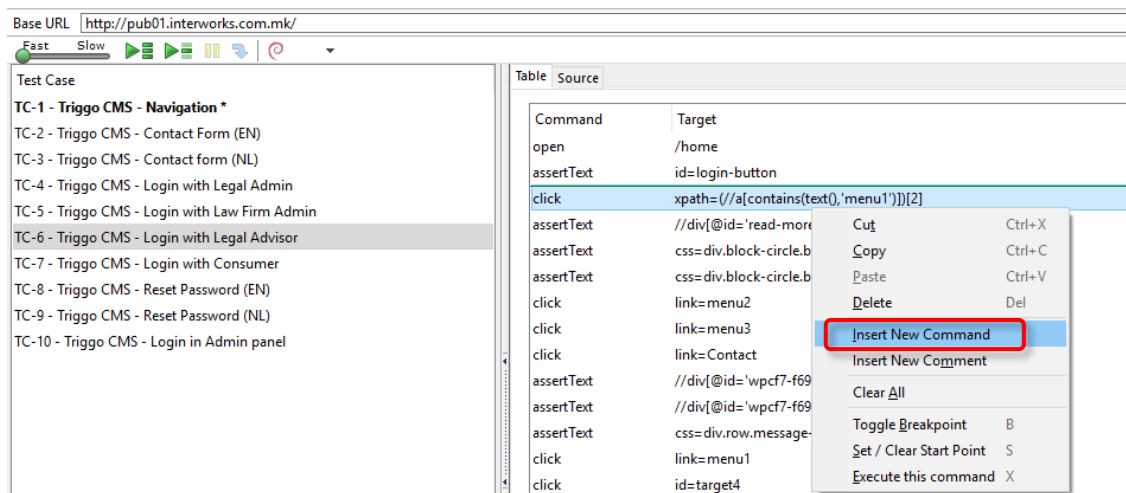 Base URL http://pub01.interworks.com.mk/
Fast Slow
Test Case
TC-1 - Triggo CMS - Navigation *
TC-2 - Triggo CMS - Contact Form (EN)
TC-3 - Triggo CMS - Contact form (NL)
TC-4 - Triggo CMS - Login with Legal Admin
TC-5 - Triggo CMS - Login with Law Firm Admin
TC-6 - Triggo CMS - Login with Legal Advisor
TC-7 - Triggo CMS - Login with Consumer
TC-8 - Triggo CMS - Reset Password (EN)
TC-9 - Triggo CMS - Reset Password (NL)
TC-10 - Triggo CMS - Login in Admin panel
Table Source
Command Target
open /home
assertText id=login-button
click xpath=(//a[contains(text(),'menu1')])[2]
assertText //div[@id='read-more
assertText css=div.block-circle.b
assertText css=div.block-circle.b
click link=menu2
click link=menu3
click link=Contact
assertText //div[@id='wpcf7-f69
assertText //div[@id='wpcf7-f69
assertText css=div.row.message-
click link=menu1
click id=target4
Cut Ctrl+X
Copy Ctrl+C
Paste Ctrl+V
Delete Del
Insert New Command
Insert New Comment
Clear All
Toggle Breakpoint B
Set / Clear Start Point S
Execute this command X